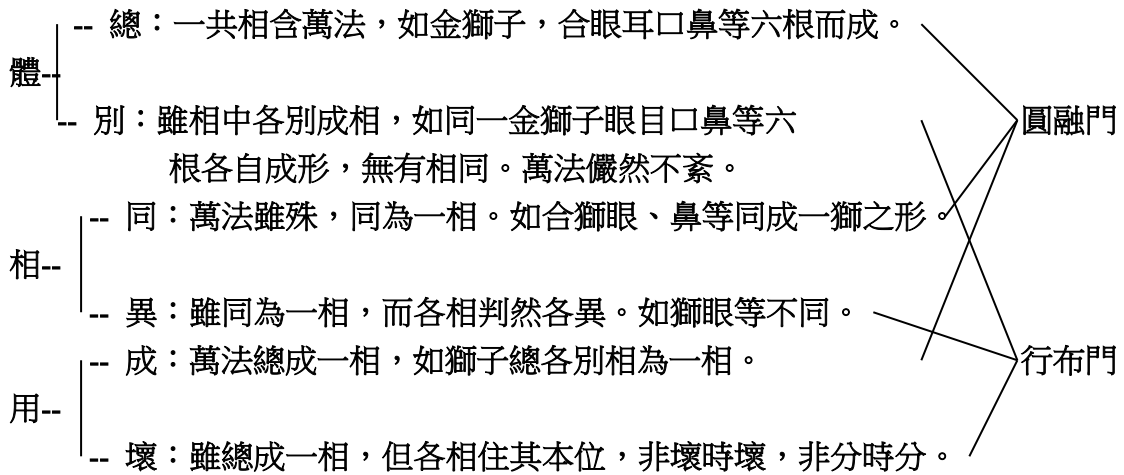 -- 總：一共相含萬法，如金獅子，合眼耳口鼻等六根而成。
體--
-- 別：雖相中各別成相，如同一金獅子眼目口鼻等六 圓融門
根各自成形，無有相同。萬法儼然不紊。
-- 同：萬法雖殊，同為一相。如合獅眼、鼻等同成一獅之形。
相--
-- 異：雖同為一相，而各相判然各異。如獅眼等不同。
-- 成：萬法總成一相，如獅子總各別相為一相。 行布門
用--
-- 壞：雖總成一相，但各相住其本位，非壞時壞，非分時分。